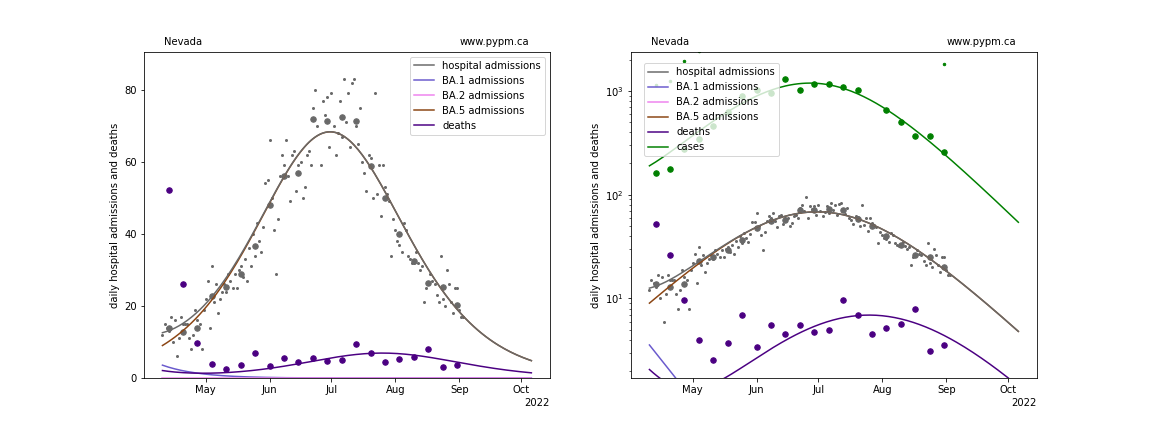 Nevada www.pypm.ca
daily hospital admissions and deaths
80
60
40
20
0
hospital admissions
BA.1 admissions
BA.2 admissions
BA.5 admissions
deaths
May Jun Jul Aug Sep Oct
2022
Nevada www.pypm.ca
daily hospital admissions and deaths
10³
10²
10¹
hospital admissions
BA.1 admissions
BA.2 admissions
BA.5 admissions
deaths
cases
May Jun Jul Aug Sep Oct
2022